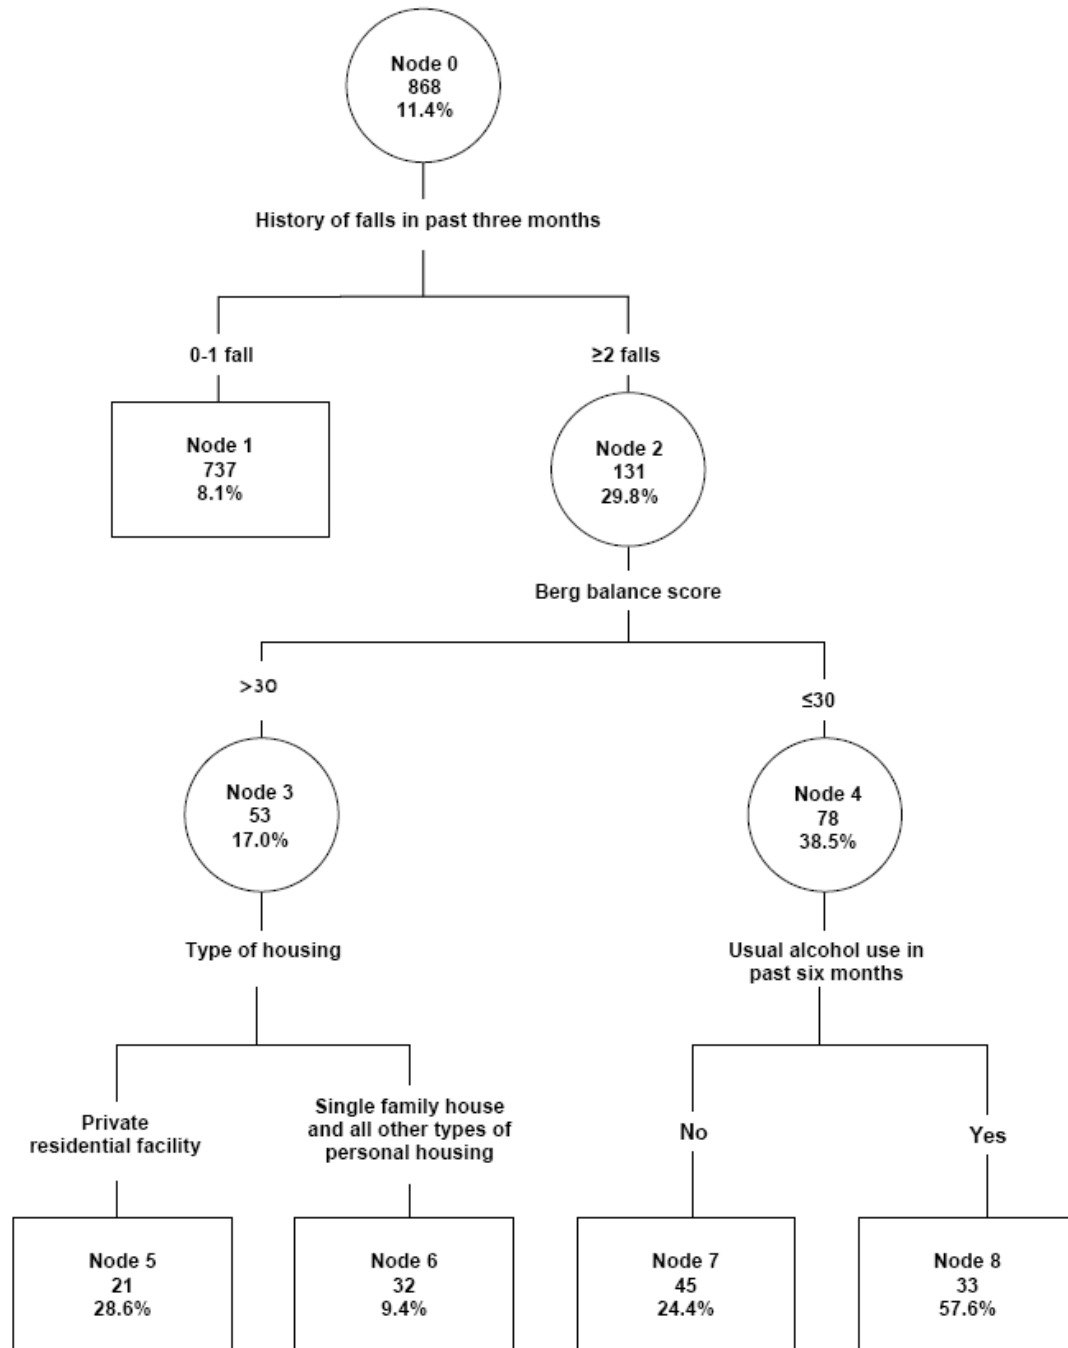 Node 0
868
11.4%
History of falls in past three months
0-1 fall
≥2 falls
Node 1
737
8.1%
Node 2
131
29.8%
Berg balance score
>30
≤30
Node 3
53
17.0%
Node 4
78
38.5%
Type of housing
Usual alcohol use in
past six months
Private
residential facility
Single family house
and all other types of
personal housing
No
Yes
Node 5
21
28.6%
Node 6
32
9.4%
Node 7
45
24.4%
Node 8
33
57.6%